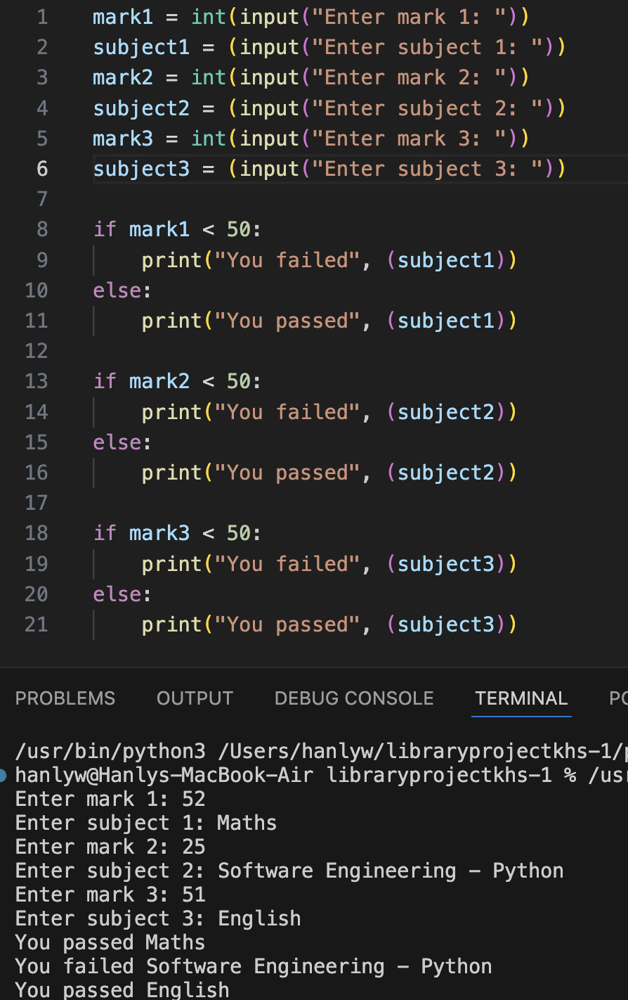 1 mark1 = int(input("Enter mark 1: "))
2 subject1 = (input("Enter subject 1: "))
3 mark2 = int(input("Enter mark 2: "))
4 subject2 = (input("Enter subject 2: "))
5 mark3 = int(input("Enter mark 3: "))
6 subject3 = (input("Enter subject 3: "))
7
8 if mark1 < 50:
9     print("You failed", (subject1))
10 else:
11     print("You passed", (subject1))
12
13 if mark2 < 50:
14     print("You failed", (subject2))
15 else:
16     print("You passed", (subject2))
17
18 if mark3 < 50:
19     print("You failed", (subject3))
20 else:
21     print("You passed", (subject3))
PROBLEMS OUTPUT DEBUG CONSOLE TERMINAL PO
/usr/bin/python3 /Users/hanlyw/libraryprojectkhs-1/p
hanlyw@Hanlys-MacBook-Air libraryprojectkhs-1 % /usr
Enter mark 1: 52
Enter subject 1: Maths
Enter mark 2: 25
Enter subject 2: Software Engineering - Python
Enter mark 3: 51
Enter subject 3: English
You passed Maths
You failed Software Engineering - Python
You passed English